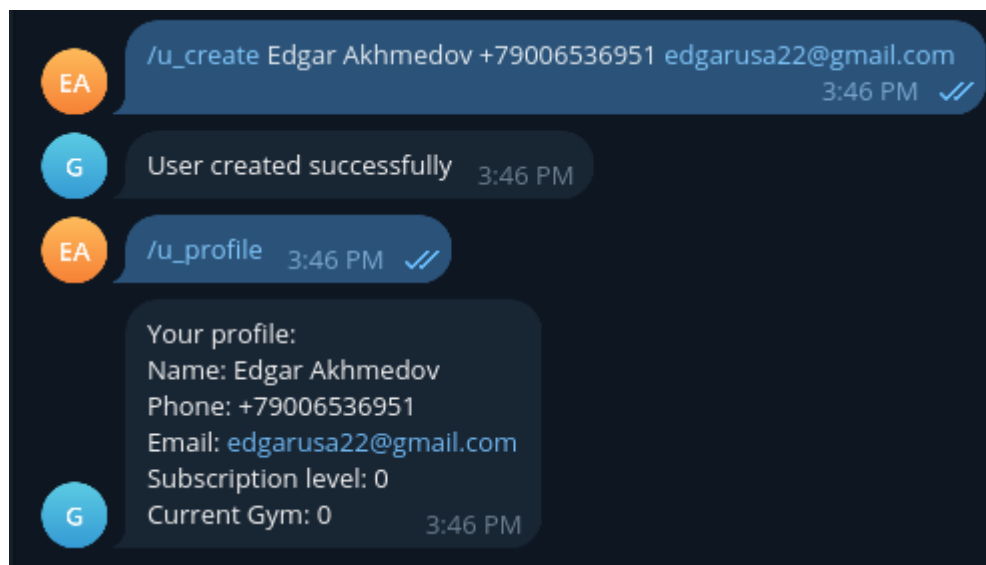 EA
/u_create Edgar Akhmedov +79006536951 edgarusa22@gmail.com
3:46 PM
G
User created successfully 3:46 PM
EA
/u_profile 3:46 PM
Your profile:
Name: Edgar Akhmedov
Phone: +79006536951
Email: edgarusa22@gmail.com
Subscription level: 0
G
Current Gym: 0 3:46 PM